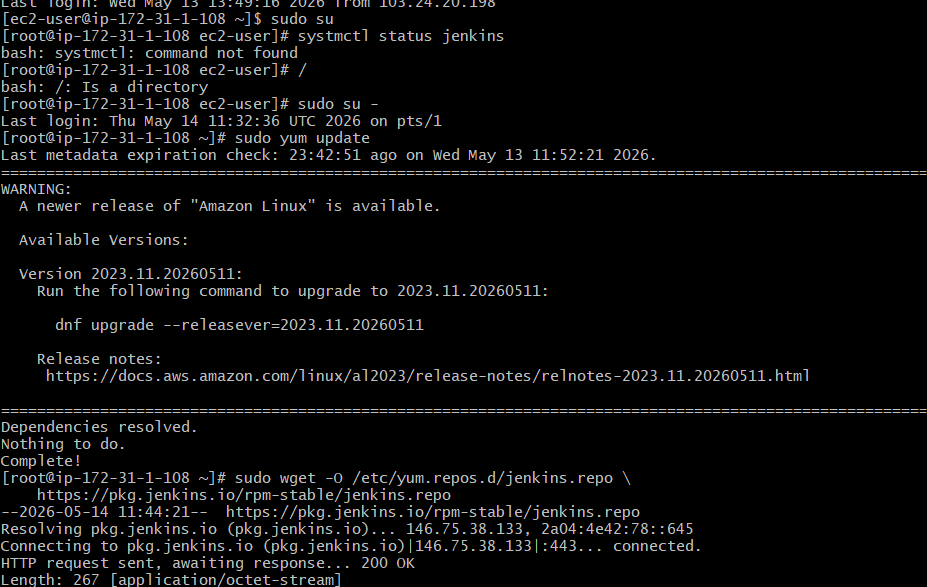 Last login: Wed May 13 13:49:16 2026 from 103.24.20.198
[ec2-user@ip-172-31-1-108 ~]$ sudo su
[root@ip-172-31-1-108 ec2-user]# systmctl status jenkins
bash: systmctl: command not found
[root@ip-172-31-1-108 ec2-user]# /
bash: /: Is a directory
[root@ip-172-31-1-108 ec2-user]# sudo su -
Last login: Thu May 14 11:32:36 UTC 2026 on pts/1
[root@ip-172-31-1-108 ~]# sudo yum update
Last metadata expiration check: 23:42:51 ago on Wed May 13 11:52:21 2026.
=======================================================================================================
WARNING:
  A newer release of "Amazon Linux" is available.

  Available Versions:

  Version 2023.11.20260511:
    Run the following command to upgrade to 2023.11.20260511:

      dnf upgrade --releasever=2023.11.20260511

    Release notes:
     https://docs.aws.amazon.com/linux/al2023/release-notes/relnotes-2023.11.20260511.html

=======================================================================================================
Dependencies resolved.
Nothing to do.
Complete!
[root@ip-172-31-1-108 ~]# sudo wget -O /etc/yum.repos.d/jenkins.repo \
    https://pkg.jenkins.io/rpm-stable/jenkins.repo
--2026-05-14 11:44:21--  https://pkg.jenkins.io/rpm-stable/jenkins.repo
Resolving pkg.jenkins.io (pkg.jenkins.io)... 146.75.38.133, 2a04:4e42:78::645
Connecting to pkg.jenkins.io (pkg.jenkins.io)|146.75.38.133|:443... connected.
HTTP request sent, awaiting response... 200 OK
Length: 267 [application/octet-stream]